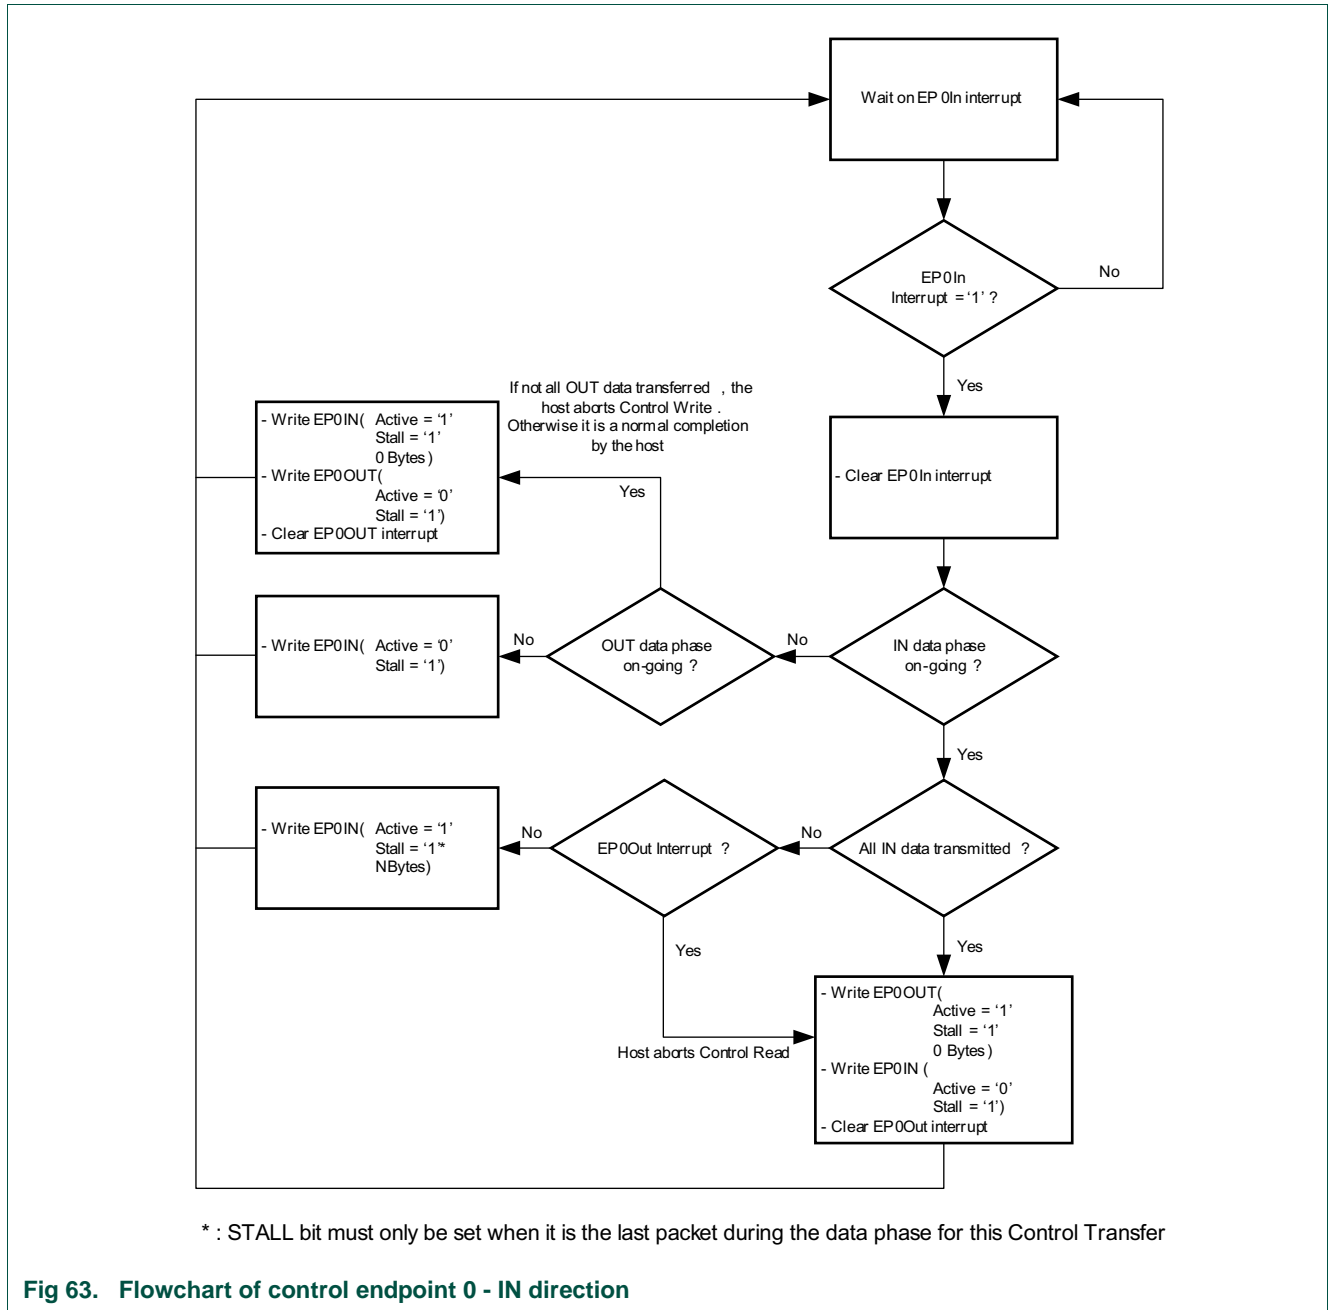 Wait on EP0In interrupt
EP0In
Interrupt = ‘1’ ?
No
Yes
If not all OUT data transferred , the
host aborts Control Write .
Otherwise it is a normal completion
by the host
- Write EP0IN( Active = ‘1’
Stall = ‘1’
0 Bytes)
- Write EP0OUT(
Active = ‘0’
Stall = ‘1’)
- Clear EP0OUT interrupt
Yes
- Clear EP0In interrupt
- Write EP0IN( Active = ‘0’
Stall = ‘1’)
No
OUT data phase
on-going ?
No
IN data phase
on-going ?
Yes
- Write EP0IN( Active = ‘1’
Stall = ‘1’*
NBytes)
No
EP0Out Interrupt ?
No
All IN data transmitted ?
Yes
Yes
Host aborts Control Read
- Write EP0OUT(
Active = ‘1’
Stall = ‘1’
0 Bytes)
- Write EP0IN (
Active = ‘0’
Stall = ‘1’)
- Clear EP0Out interrupt
* : STALL bit must only be set when it is the last packet during the data phase for this Control Transfer
Fig 63. Flowchart of control endpoint 0 - IN direction